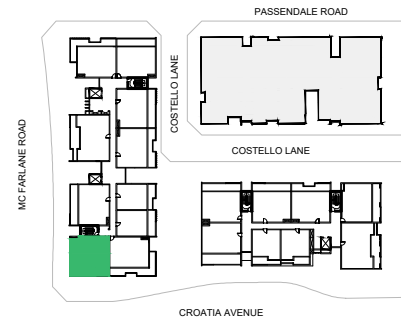 PASSENDALE ROAD
COSTELLO LANE
MC FARLANE ROAD
COSTELLO LANE
CROATIA AVENUE